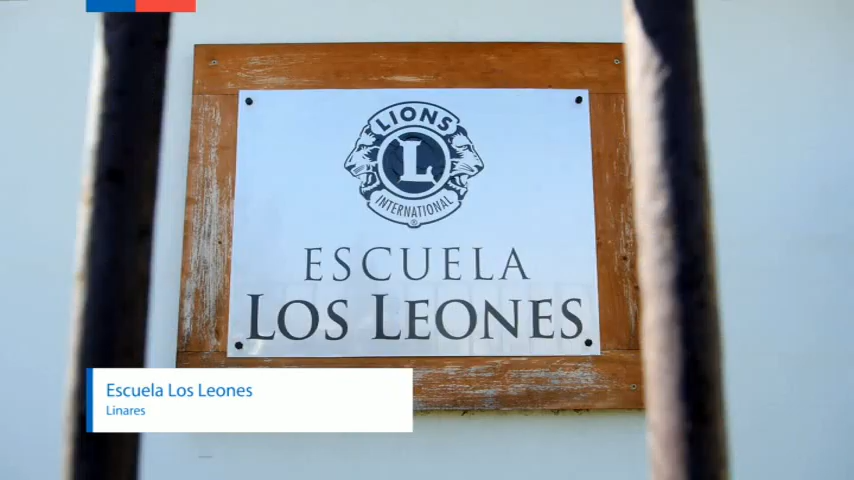 LIONS
L
INTERNATIONAL
®
ESCUELA
LOS LEONES
Escuela Los Leones
Linares